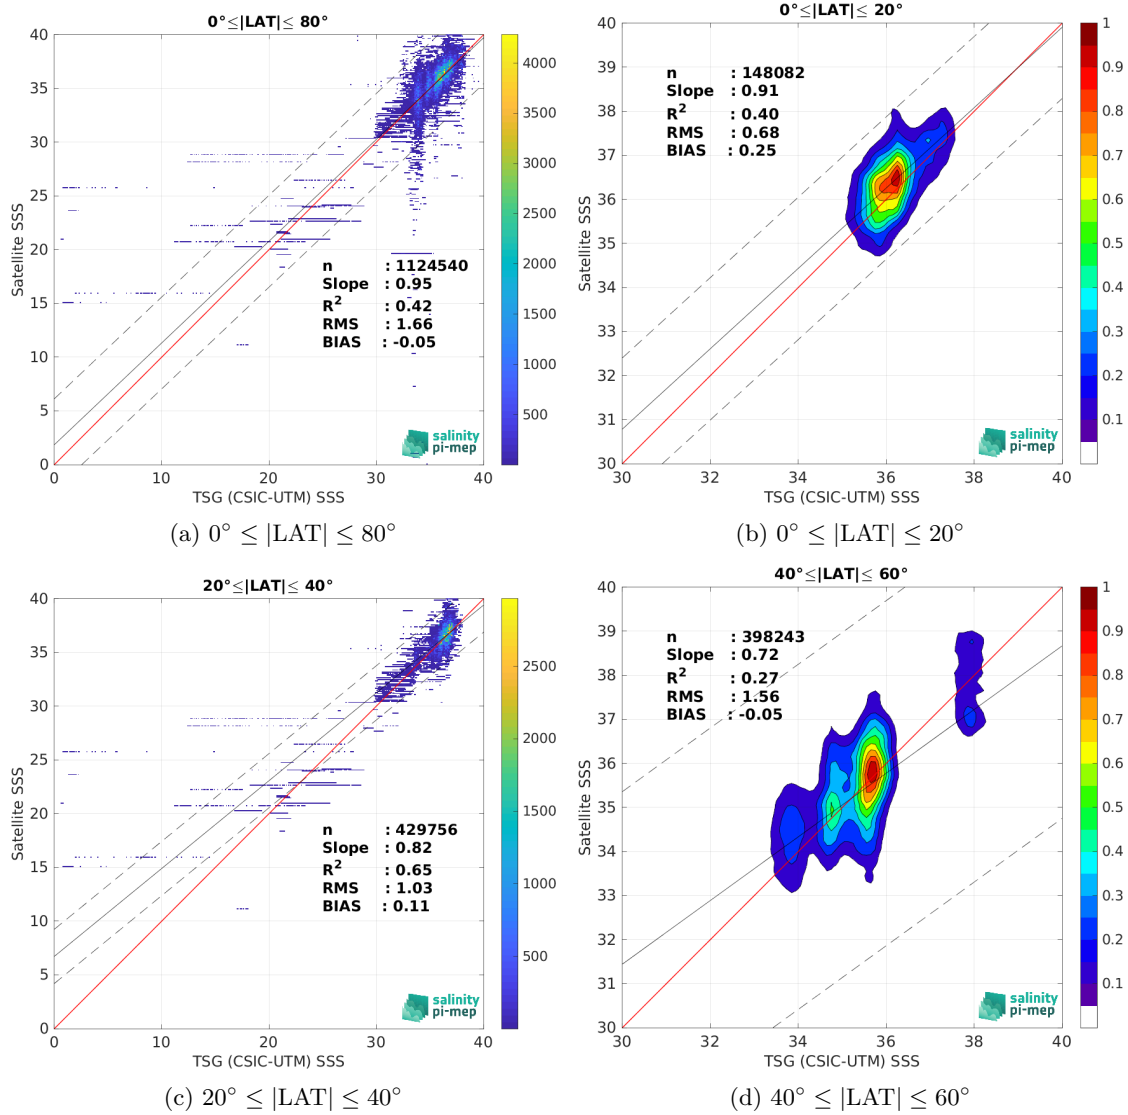 0°≤|LAT|≤ 80°
40
35
30
25
20
15
10
5
0
Satellite SSS
n : 1124540
Slope : 0.95
R2 : 0.42
RMS : 1.66
BIAS : -0.05
salinity
pi-mep
0 10 20 30 40
TSG (CSIC-UTM) SSS
4000
3500
3000
2500
2000
1500
1000
500
(a) 0° ≤ |LAT| ≤ 80°
0°≤|LAT|≤ 20°
40
39
38
37
36
35
34
33
32
31
30
Satellite SSS
n : 148082
Slope : 0.91
R2 : 0.40
RMS : 0.68
BIAS : 0.25
salinity
pi-mep
30 32 34 36 38 40
TSG (CSIC-UTM) SSS
1
0.9
0.8
0.7
0.6
0.5
0.4
0.3
0.2
0.1
(b) 0° ≤ |LAT| ≤ 20°
20°≤|LAT|≤ 40°
40
35
30
25
20
15
10
5
0
Satellite SSS
n : 429756
Slope : 0.82
R2 : 0.65
RMS : 1.03
BIAS : 0.11
salinity
pi-mep
0 10 20 30 40
TSG (CSIC-UTM) SSS
2500
2000
1500
1000
500
(c) 20° ≤ |LAT| ≤ 40°
40°≤|LAT|≤ 60°
40
39
38
37
36
35
34
33
32
31
30
Satellite SSS
n : 398243
Slope : 0.72
R2 : 0.27
RMS : 1.56
BIAS : -0.05
salinity
pi-mep
30 32 34 36 38 40
TSG (CSIC-UTM) SSS
1
0.9
0.8
0.7
0.6
0.5
0.4
0.3
0.2
0.1
(d) 40° ≤ |LAT| ≤ 60°